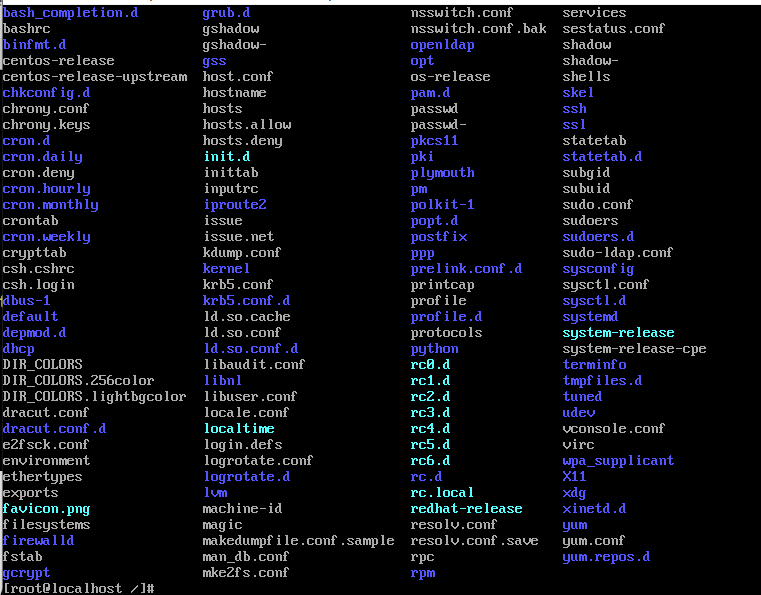 bash_completion.d grub.d nsswitch.conf services
bashrc gshadow nsswitch.conf.bak sestatus.conf
binfmt.d gshadow- openldap shadow
centos-release gss opt shadow-
centos-release-upstream host.conf os-release shells
chkconfig.d hostname pam.d skel
chrony.conf hosts passwd ssh
chrony.keys hosts.allow passwd- ssl
cron.d hosts.deny pkcs11 statetab
cron.daily init.d pki statetab.d
cron.deny inittab plymouth subgid
cron.hourly inputrc pm subuid
cron.monthly iproute2 polkit-1 sudo.conf
crontab issue popt.d sudoers
cron.weekly issue.net postfix sudoers.d
crypttab kdump.conf ppp sudo-ldap.conf
csh.cshrc kernel prelink.conf.d sysconfig
csh.login krb5.conf printcap sysctl.conf
dbus-1 krb5.conf.d profile sysctl.d
default ld.so.cache profile.d systemd
depmod.d ld.so.conf protocols system-release
dhcp ld.so.conf.d python system-release-cpe
DIR_COLORS libaudit.conf rc0.d terminfo
DIR_COLORS.256color libnl rc1.d tmpfiles.d
DIR_COLORS.lightbgcolor libuser.conf rc2.d tuned
dracut.conf locale.conf rc3.d udev
dracut.conf.d localtime rc4.d vconsole.conf
e2fsck.conf login.defs rc5.d virc
environment logrotate.conf rc6.d wpa_supplicant
ethertypes logrotate.d rc.d X11
exports lvm rc.local xdg
favicon.png machine-id redhat-release xinetd.d
filesystems magic resolv.conf yum
firewalld makedumpfile.conf.sample resolv.conf.save yum.conf
fstab man_db.conf rpc yum.repos.d
gcrypt mke2fs.conf rpm
[root@localhost /]#